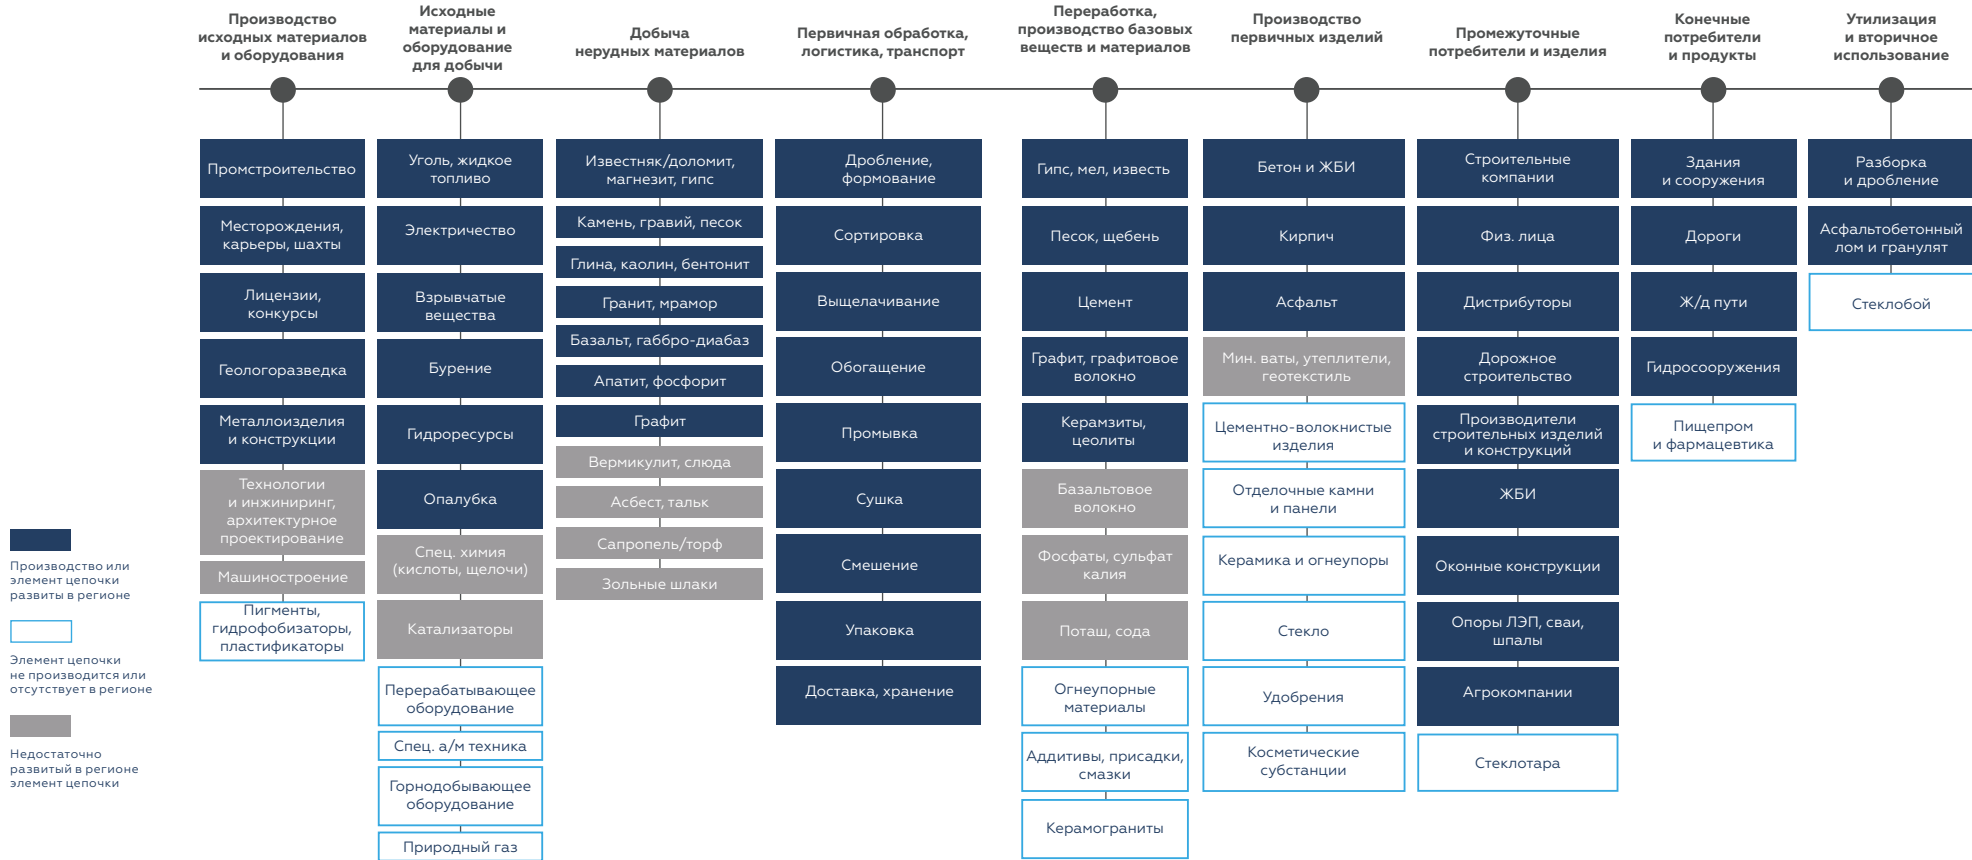 Производство
исходных материалов
и оборудования
Исходные
материалы и
оборудование
для добычи
Добыча
нерудных материалов
Первичная обработка,
логистика, транспорт
Переработка,
производство базовых
веществ и материалов
Производство
первичных изделий
Промежуточные
потребители и изделия
Конечные
потребители
и продукты
Утилизация
и вторичное
использование
Промстроительство
Месторождения,
карьеры, шахты
Лицензии,
конкурсы
Геологоразведка
Металлоизделия
и конструкции
Технологии
и инжиниринг,
архитектурное
проектирование
Машиностроение
Пигменты,
гидрофобизаторы,
пластификаторы
Уголь, жидкое
топливо
Электричество
Взрывчатые
вещества
Бурение
Гидроресурсы
Опалубка
Спец. химия
(кислоты, щелочи)
Катализаторы
Перерабатывающее
оборудование
Спец. а/м техника
Горнодобывающее
оборудование
Природный газ
Известняк/доломит,
магнезит, гипс
Камень, гравий, песок
Глина, каолин, бентонит
Гранит, мрамор
Базальт, габбро-диабаз
Апатит, фосфорит
Графит
Вермикулит, слюда
Асбест, тальк
Сапропель/торф
Зольные шлаки
Дробление,
формование
Сортировка
Выщелачивание
Обогащение
Промывка
Сушка
Смешение
Упаковка
Доставка, хранение
Гипс, мел, известь
Песок, щебень
Цемент
Графит, графитовое
волокно
Керамзиты,
цеолиты
Базальтовое
волокно
Фосфаты, сульфат
калия
Поташ, сода
Огнеупорные
материалы
Аддитивы, присадки,
смазки
Керамограниты
Бетон и ЖБИ
Кирпич
Асфальт
Мин. ваты, утеплители,
геотекстиль
Цементно-волокнистые
изделия
Отделочные камни
и панели
Керамика и огнеупоры
Стекло
Удобрения
Косметические
субстанции
Строительные
компании
Физ. лица
Дистрибуторы
Дорожное
строительство
Производители
строительных изделий
и конструкций
ЖБИ
Оконные конструкции
Опоры ЛЭП, сваи,
шпалы
Агрокомпании
Стеклотара
Здания
и сооружения
Дороги
Ж/д пути
Гидросооружения
Пищепром
и фармацевтика
Разборка
и дробление
Асфальтобетонный
лом и гранулят
Стеклобой
Производство или
элемент цепочки
развиты в регионе
Элемент цепочки
не производится или
отсутствует в регионе
Недостаточно
развитый в регионе
элемент цепочки